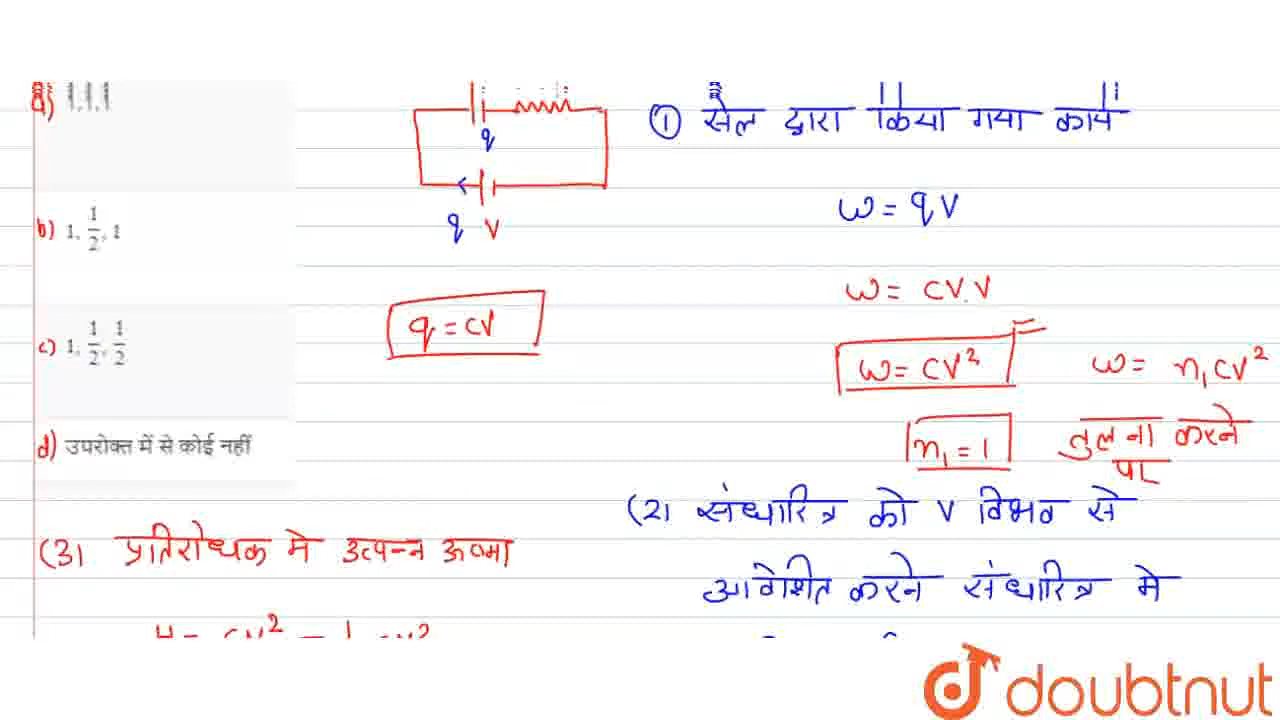 a) 1,1,1
b) 1, 1/2, 1
c) 1, 1/2, 1/2
d) उपरोक्त में से कोई नहीं
q
q V
q = CV
① सेल द्वारा किया गया कार्य
W = qV
W = CV.V
W = CV²
W = n₁CV²
n₁ = 1
तुलना करने
पर
(2) संधारित्र को V विभव से
आवेशित करने संधारित्र मे
(3) प्रतिरोधक मे उत्पन्न ऊष्मा
doubtnut